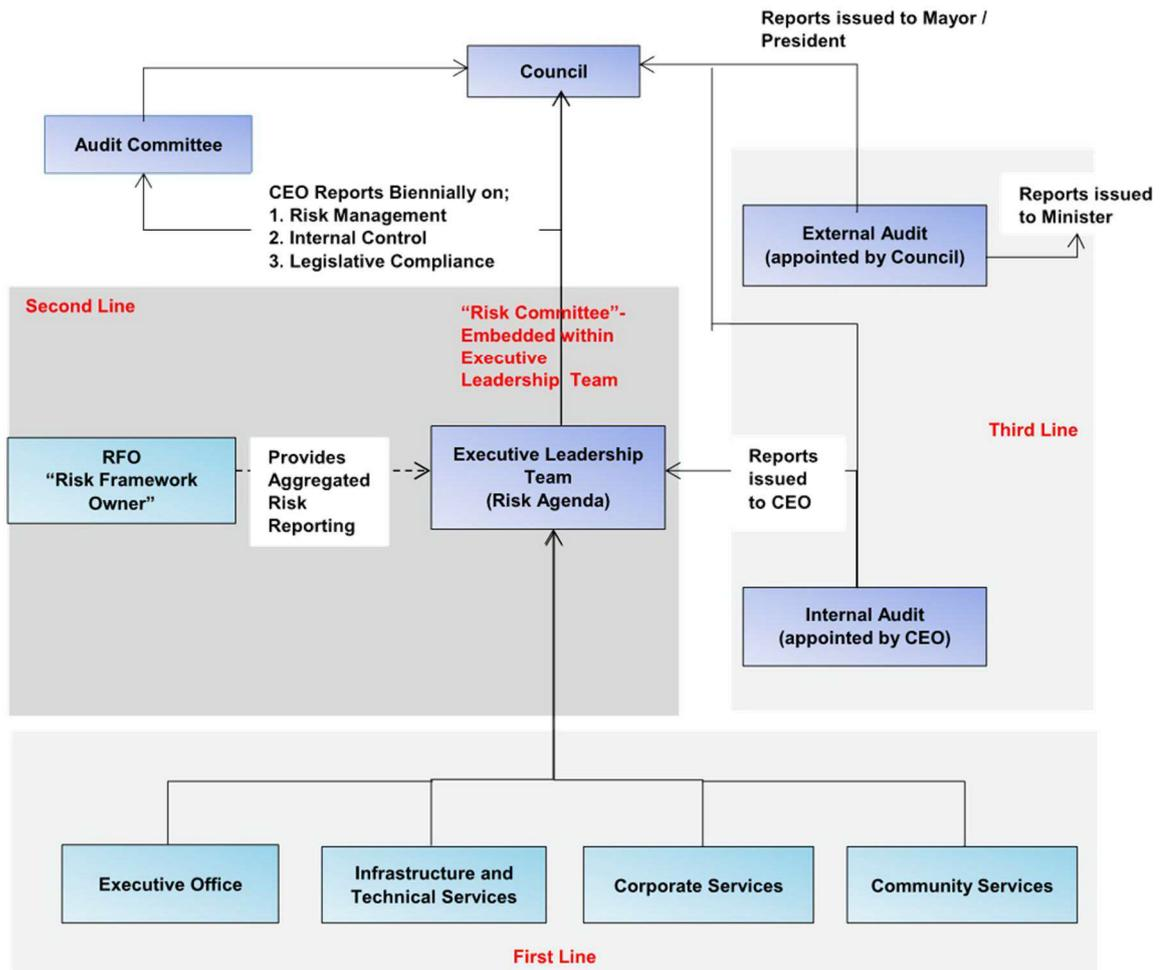 Reports issued to Mayor /
President
Council
Audit Committee
CEO Reports Biennially on;
1. Risk Management
2. Internal Control
3. Legislative Compliance
External Audit
(appointed by Council)
Reports issued
to Minister
Second Line
“Risk Committee”-
Embedded within
Executive
Leadership Team
Third Line
RFO
“Risk Framework
Owner”
Provides
Aggregated
Risk
Reporting
Executive Leadership
Team
(Risk Agenda)
Reports
issued
to CEO
Internal Audit
(appointed by CEO)
Executive Office
Infrastructure and
Technical Services
Corporate Services
Community Services
First Line